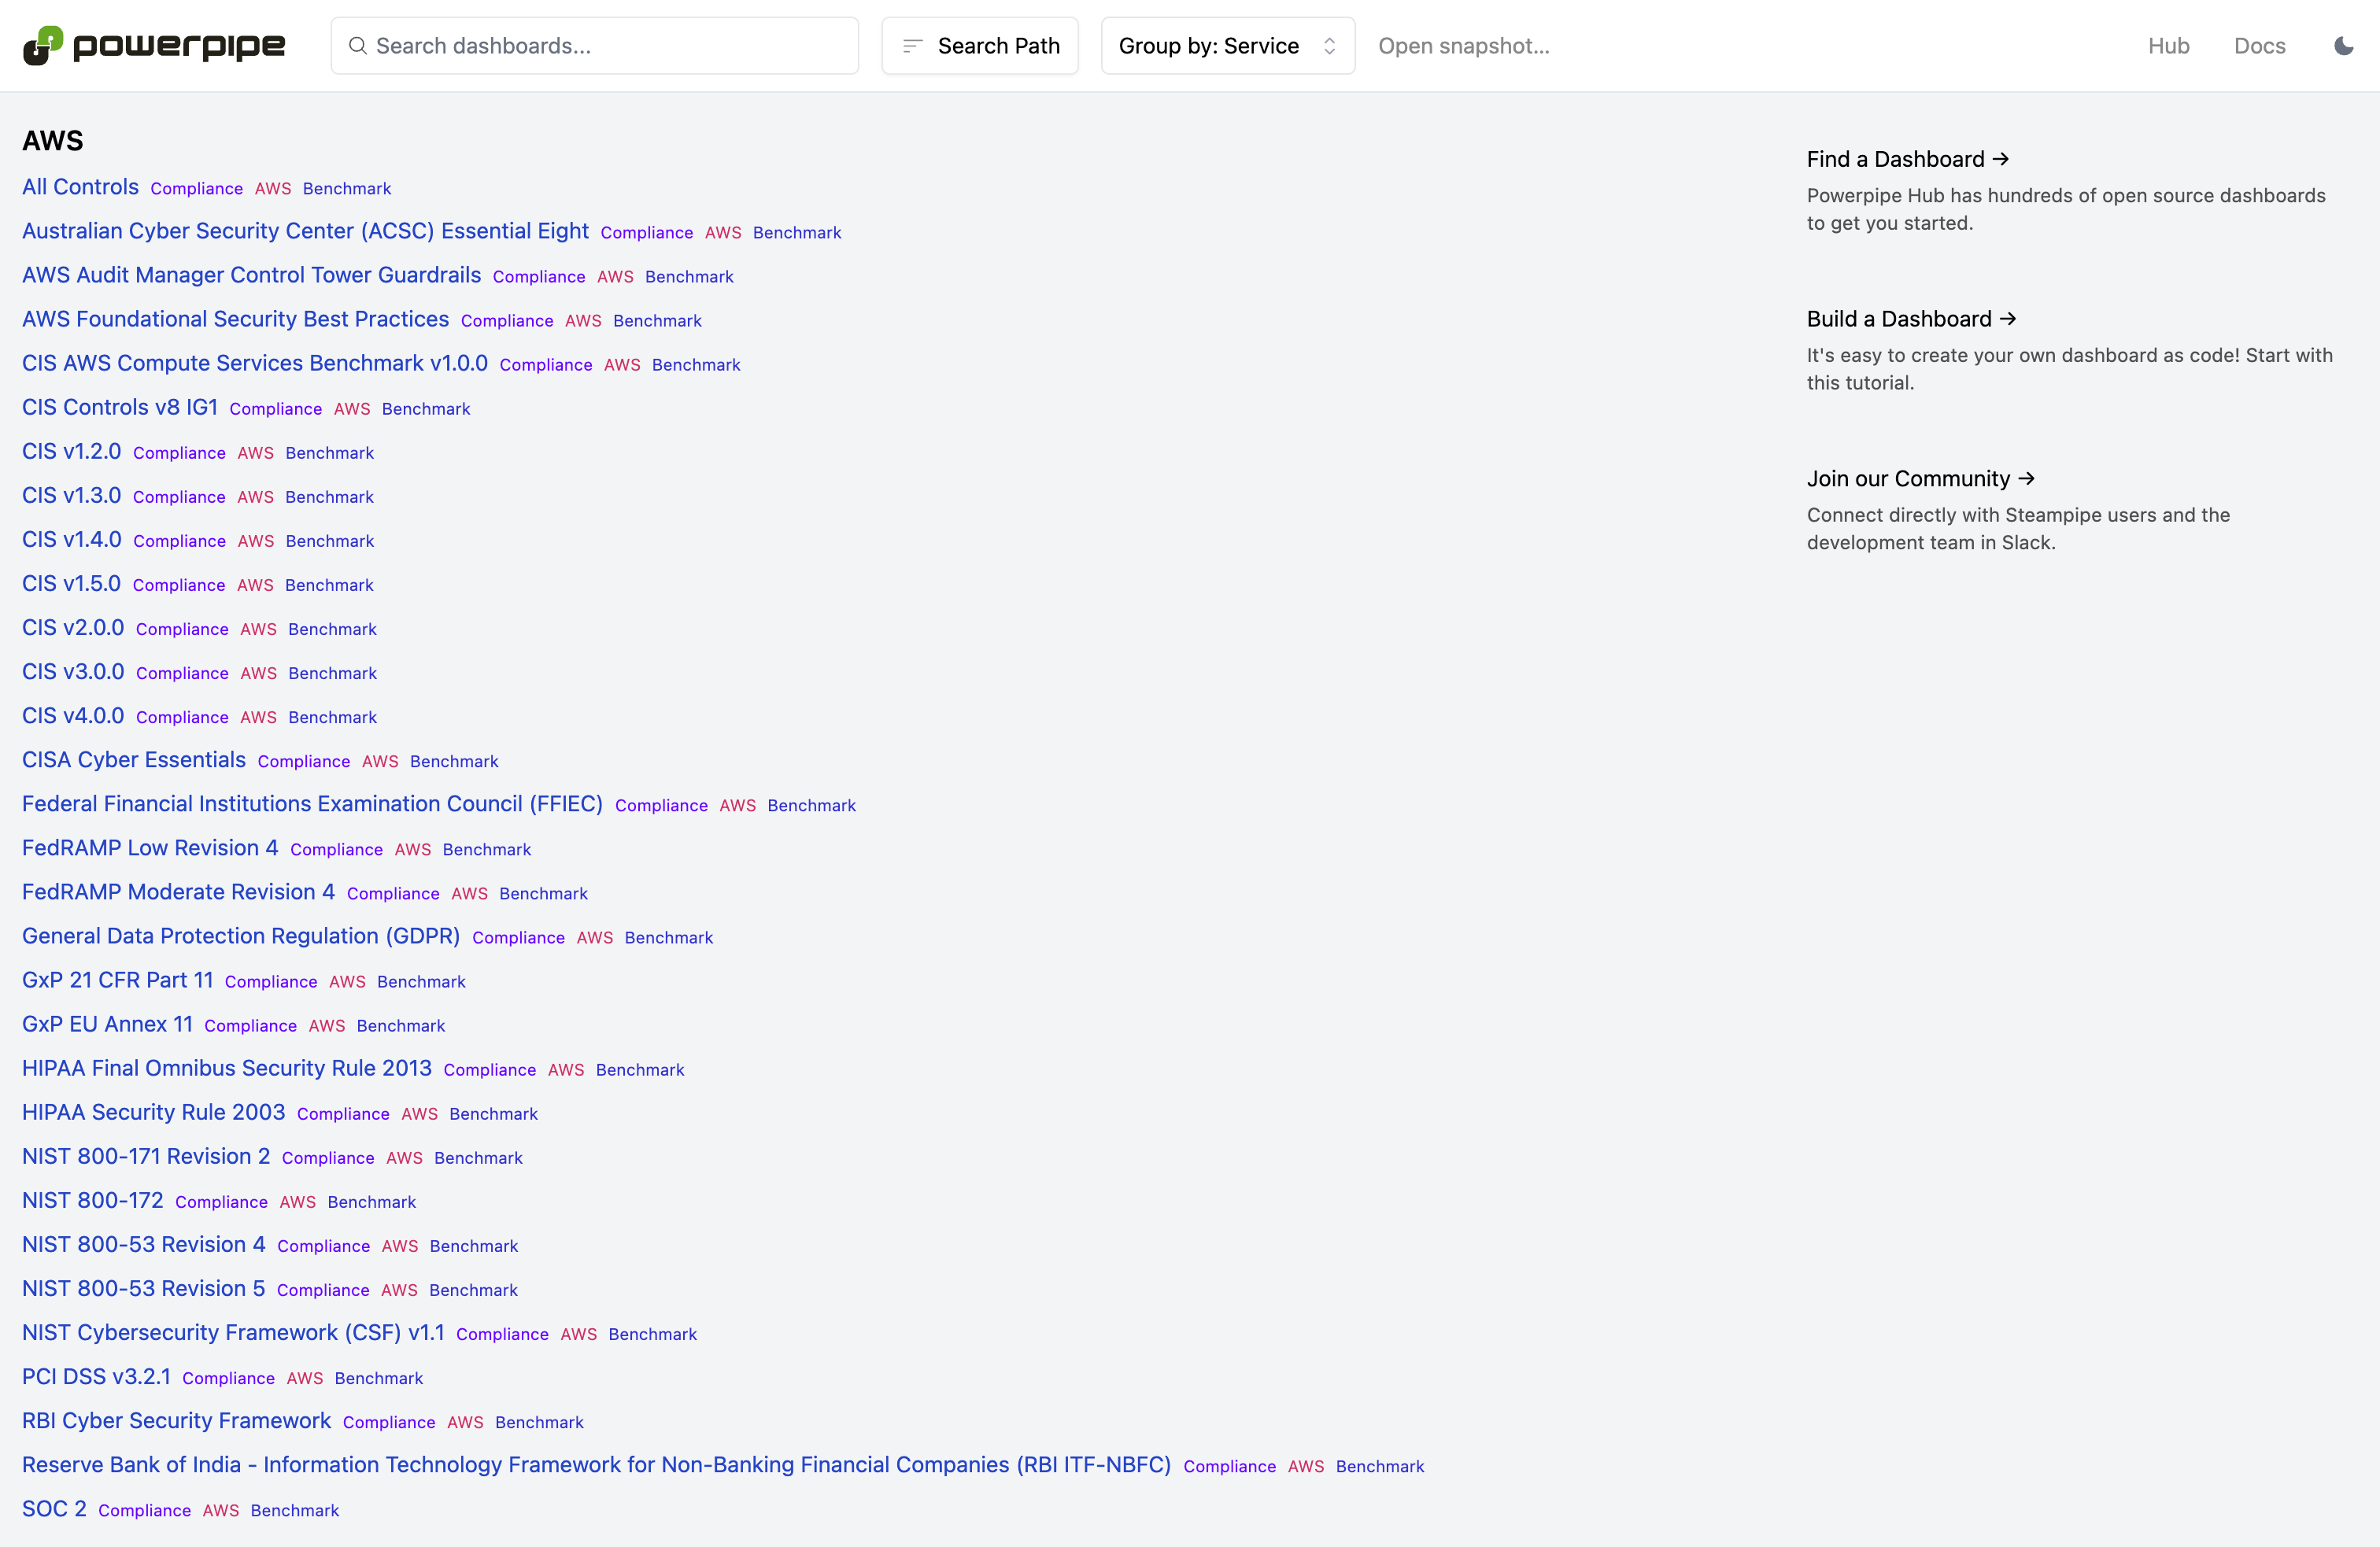 powerpipe
Search dashboards...
Search Path
Group by: Service
Open snapshot...
Hub
Docs
AWS
All Controls Compliance AWS Benchmark
Australian Cyber Security Center (ACSC) Essential Eight Compliance AWS Benchmark
AWS Audit Manager Control Tower Guardrails Compliance AWS Benchmark
AWS Foundational Security Best Practices Compliance AWS Benchmark
CIS AWS Compute Services Benchmark v1.0.0 Compliance AWS Benchmark
CIS Controls v8 IG1 Compliance AWS Benchmark
CIS v1.2.0 Compliance AWS Benchmark
CIS v1.3.0 Compliance AWS Benchmark
CIS v1.4.0 Compliance AWS Benchmark
CIS v1.5.0 Compliance AWS Benchmark
CIS v2.0.0 Compliance AWS Benchmark
CIS v3.0.0 Compliance AWS Benchmark
CIS v4.0.0 Compliance AWS Benchmark
CISA Cyber Essentials Compliance AWS Benchmark
Federal Financial Institutions Examination Council (FFIEC) Compliance AWS Benchmark
FedRAMP Low Revision 4 Compliance AWS Benchmark
FedRAMP Moderate Revision 4 Compliance AWS Benchmark
General Data Protection Regulation (GDPR) Compliance AWS Benchmark
GxP 21 CFR Part 11 Compliance AWS Benchmark
GxP EU Annex 11 Compliance AWS Benchmark
HIPAA Final Omnibus Security Rule 2013 Compliance AWS Benchmark
HIPAA Security Rule 2003 Compliance AWS Benchmark
NIST 800-171 Revision 2 Compliance AWS Benchmark
NIST 800-172 Compliance AWS Benchmark
NIST 800-53 Revision 4 Compliance AWS Benchmark
NIST 800-53 Revision 5 Compliance AWS Benchmark
NIST Cybersecurity Framework (CSF) v1.1 Compliance AWS Benchmark
PCI DSS v3.2.1 Compliance AWS Benchmark
RBI Cyber Security Framework Compliance AWS Benchmark
Reserve Bank of India - Information Technology Framework for Non-Banking Financial Companies (RBI ITF-NBFC) Compliance AWS Benchmark
SOC 2 Compliance AWS Benchmark
Find a Dashboard →
Powerpipe Hub has hundreds of open source dashboards
to get you started.
Build a Dashboard →
It's easy to create your own dashboard as code! Start with
this tutorial.
Join our Community →
Connect directly with Steampipe users and the
development team in Slack.